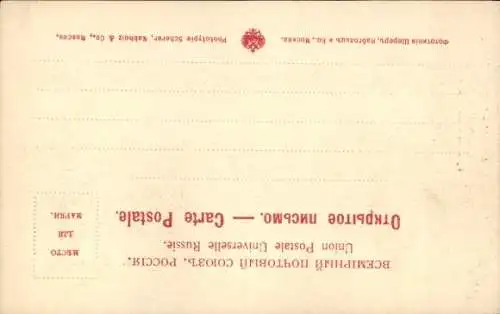 ВСЕМІРНЫЙ ПОЧТОВЫЙ СОЮЗЪ, РОССІЯ.
Union Postale Universelle Russie.
Открытое письмо. — Carte Postale.
МѢСТО
ДЛЯ
МАРКИ.
Фототипія Шереръ, Набгольцъ и Ко., Москва.
Phototypie Scherer, Nabholz & Co., Moscou.